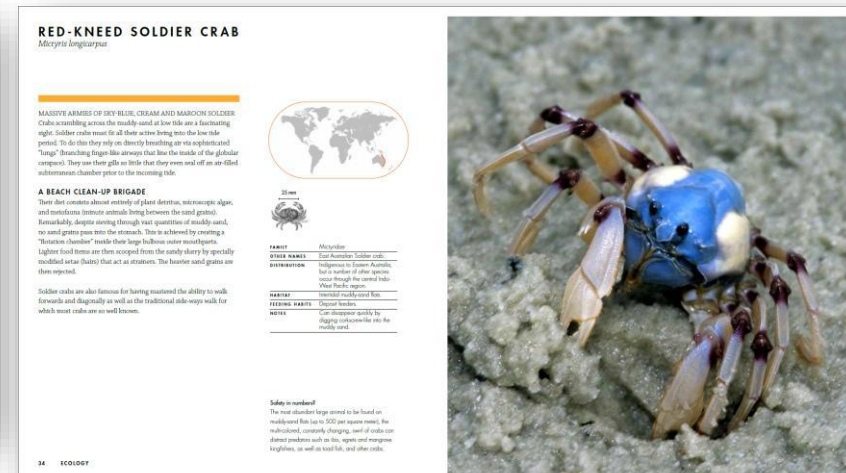 RED-KNEED SOLDIER CRAB
Mictyris longicarpus
MASSIVE ARMIES OF SKY-BLUE, CREAM AND MAROON SOLDIER
Crabs scrambling across the muddy-sand at low tide are a fascinating
sight. Soldier crabs must fit all their active living into the low tide
period. To do this they rely on directly breathing air via sophisticated
"lungs" (branching finger-like airways that line the inside of the globular
carapace). They use their gills so little that they even seal off an air-filled
subterranean chamber prior to the incoming tide.
A BEACH CLEAN-UP BRIGADE
Their diet consists almost entirely of plant detritus, microscopic algae,
and meiofauna (minute animals living between the sand grains).
Remarkably, despite sieving through vast quantities of muddy-sand,
no sand grains pass into the stomach. This is achieved by creating a
"flotation chamber" inside their large bulbous outer mouthparts.
Lighter food items are then scooped from the sandy slurry by specially
modified setae (hairs) that act as strainers. The heavier sand grains are
then rejected.
Soldier crabs are also famous for having mastered the ability to walk
forwards and diagonally as well as the traditional side-ways walk for
which most crabs are so well known.
25 mm
FAMILY Mictyridae
OTHER NAMES East Australian Soldier crab.
DISTRIBUTION Indigenous to Eastern Australia,
but a number of other species
occur through the central Indo-
West Pacific region.
HABITAT Intertidal muddy-sand flats.
FEEDING HABITS Deposit feeders.
NOTES Can disappear quickly by
digging corkscrew-like into the
muddy sand.
Safety in numbers?
The most abundant large animal to be found on
muddy-sand flats (up to 500 per square meter), the
multi-colored, constantly changing, swirl of crabs can
distract predators such as ibis, egrets and mangrove
kingfishers, as well as toad fish, and other crabs.
34 ECOLOGY